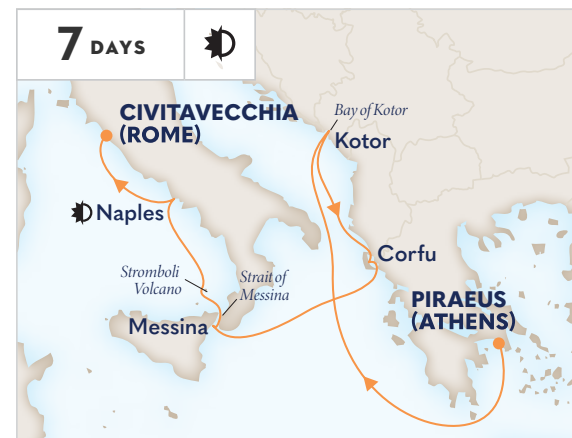 7 DAYS
CIVITAVECCHIA
(ROME)
Bay of Kotor
Kotor
Naples
Corfu
Stromboli
Volcano
Strait of
Messina
PIRAEUS
(ATHENS)
Messina